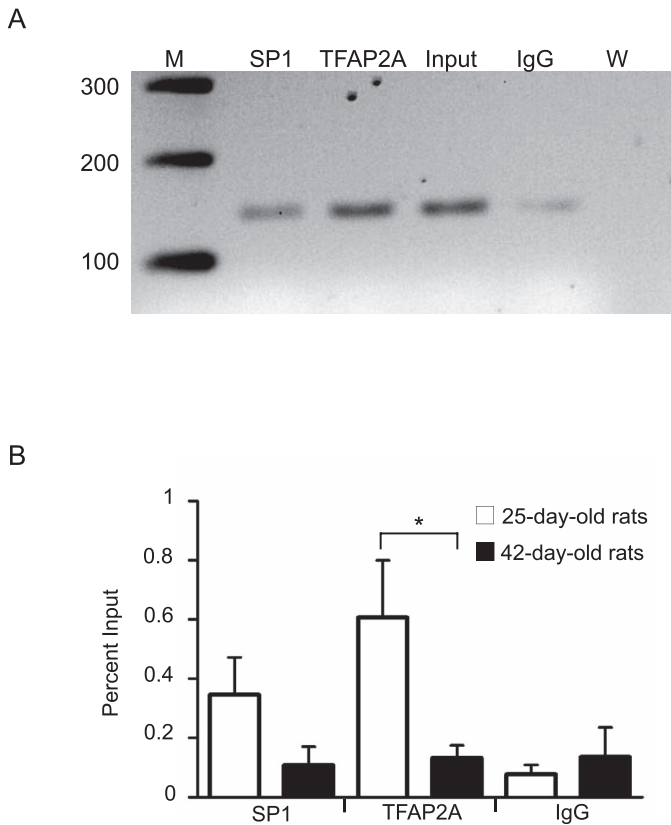 A
M SP1 TFAP2A Input IgG W
300
200
100
B
1
0.8
0.6
0.4
0.2
0
Percent Input
*
25-day-old rats
42-day-old rats
SP1 TFAP2A IgG